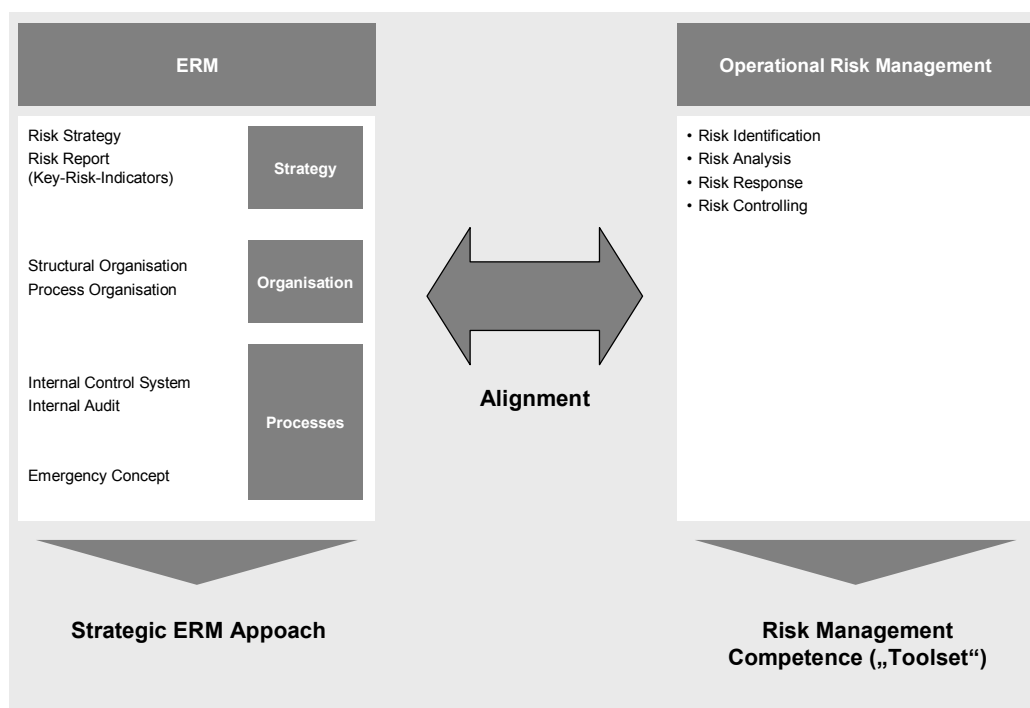 ERM
Risk Strategy
Risk Report
(Key-Risk-Indicators)
Strategy
Structural Organisation
Process Organisation
Organisation
Internal Control System
Internal Audit
Emergency Concept
Processes
Strategic ERM Appoach
Alignment
Operational Risk Management
• Risk Identification
• Risk Analysis
• Risk Response
• Risk Controlling
Risk Management
Competence („Toolset“)